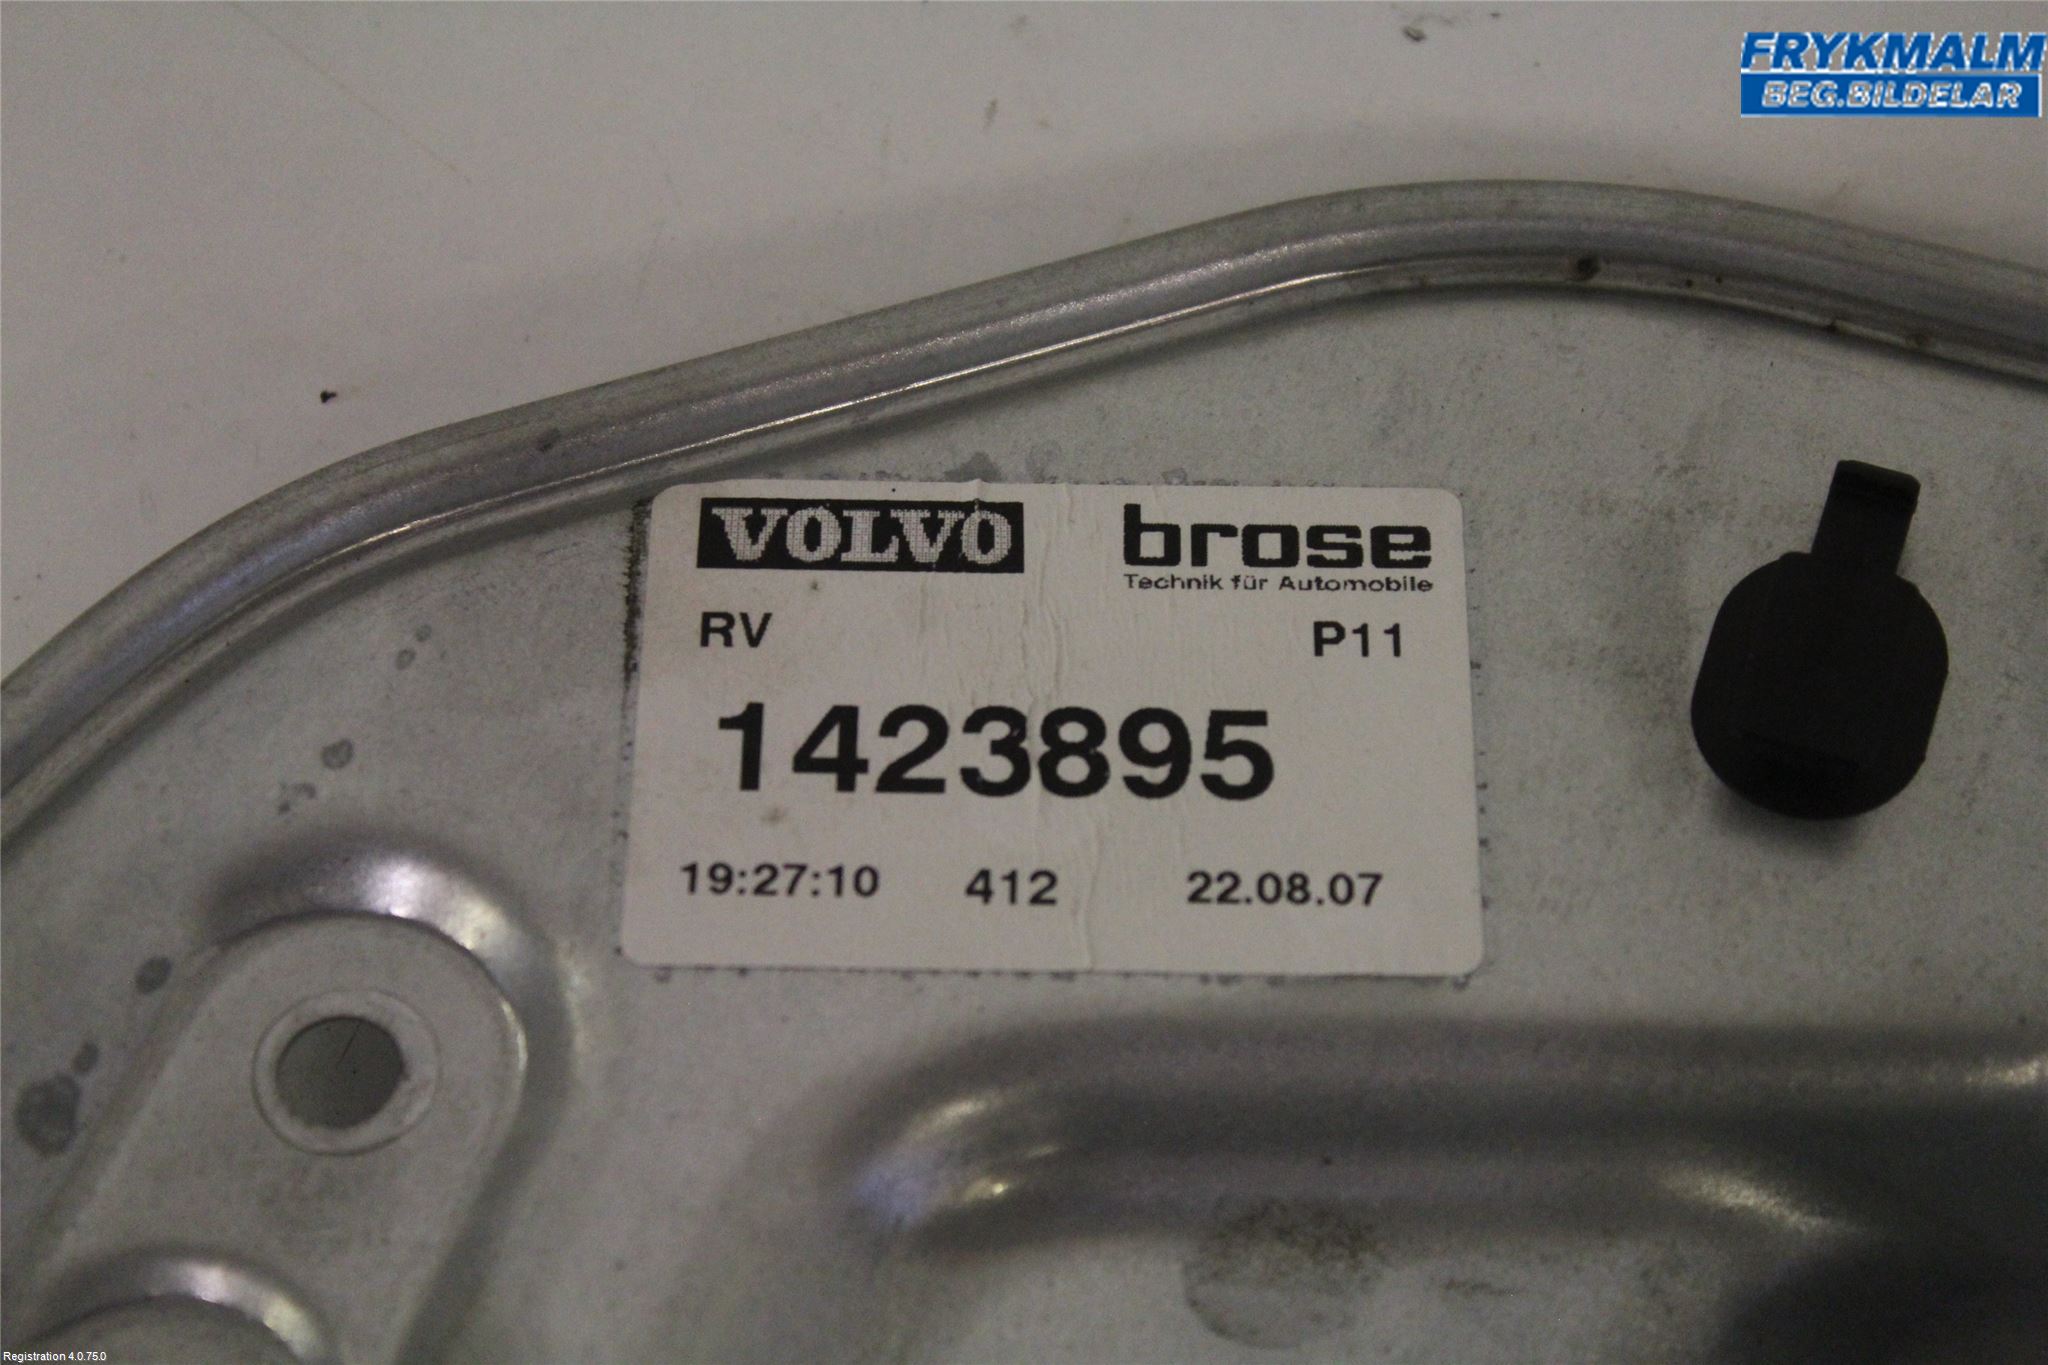 FRYKMALM
BEG.BILDELAR
VOLVO brose
Technik für Automobile
RV P11
1423895
19:27:10 412 22.08.07
Registration 4.0.75.0